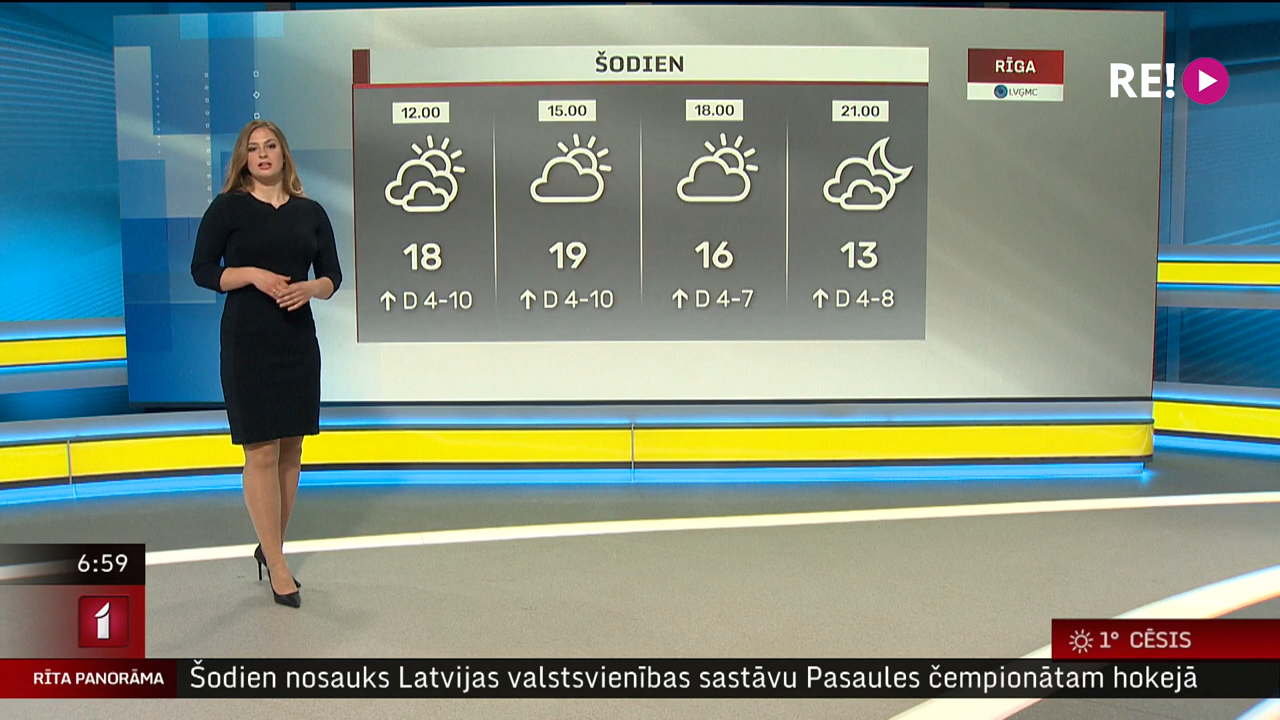 ŠODIEN
RĪGA
LVĢMC
RE!
12.00
15.00
18.00
21.00
18
19
16
13
D 4-10
D 4-10
D 4-7
D 4-8
6:59
1
1° CĒSIS
RĪTA PANORĀMA
Šodien nosauks Latvijas valstsvienības sastāvu Pasaules čempionātam hokejā